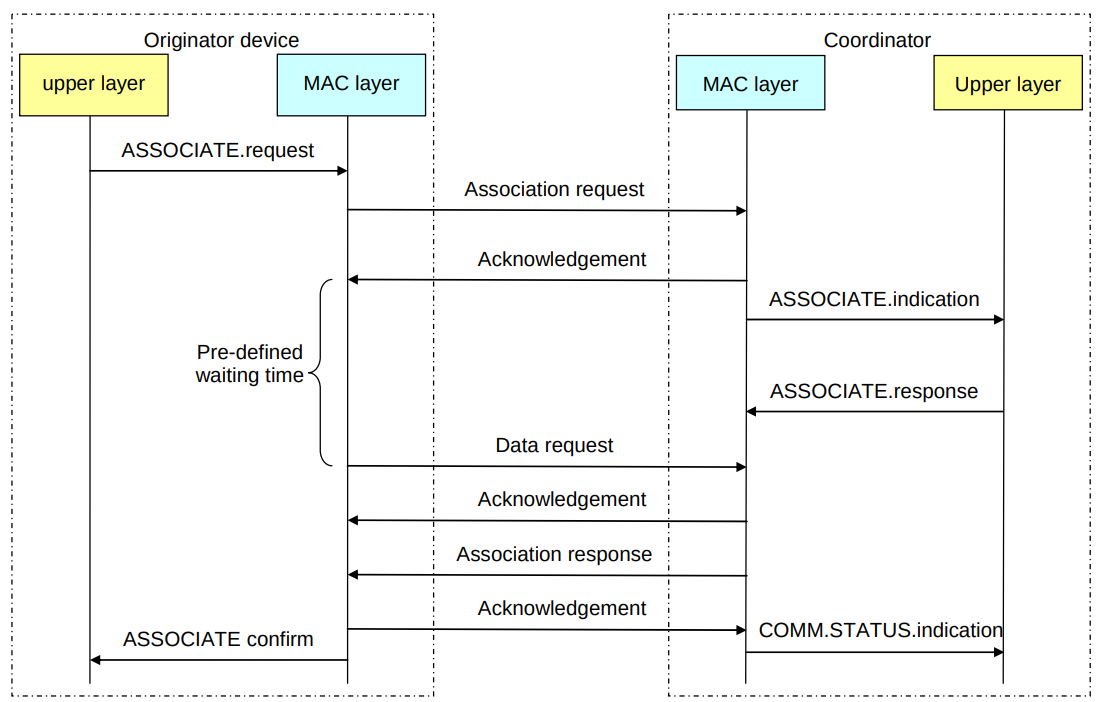 Originator device
Coordinator
upper layer
MAC layer
MAC layer
Upper layer
ASSOCIATE.request
Association request
Acknowledgement
ASSOCIATE.indication
Pre-defined
waiting time
ASSOCIATE.response
Data request
Acknowledgement
Association response
Acknowledgement
COMM.STATUS.indication
ASSOCIATE confirm